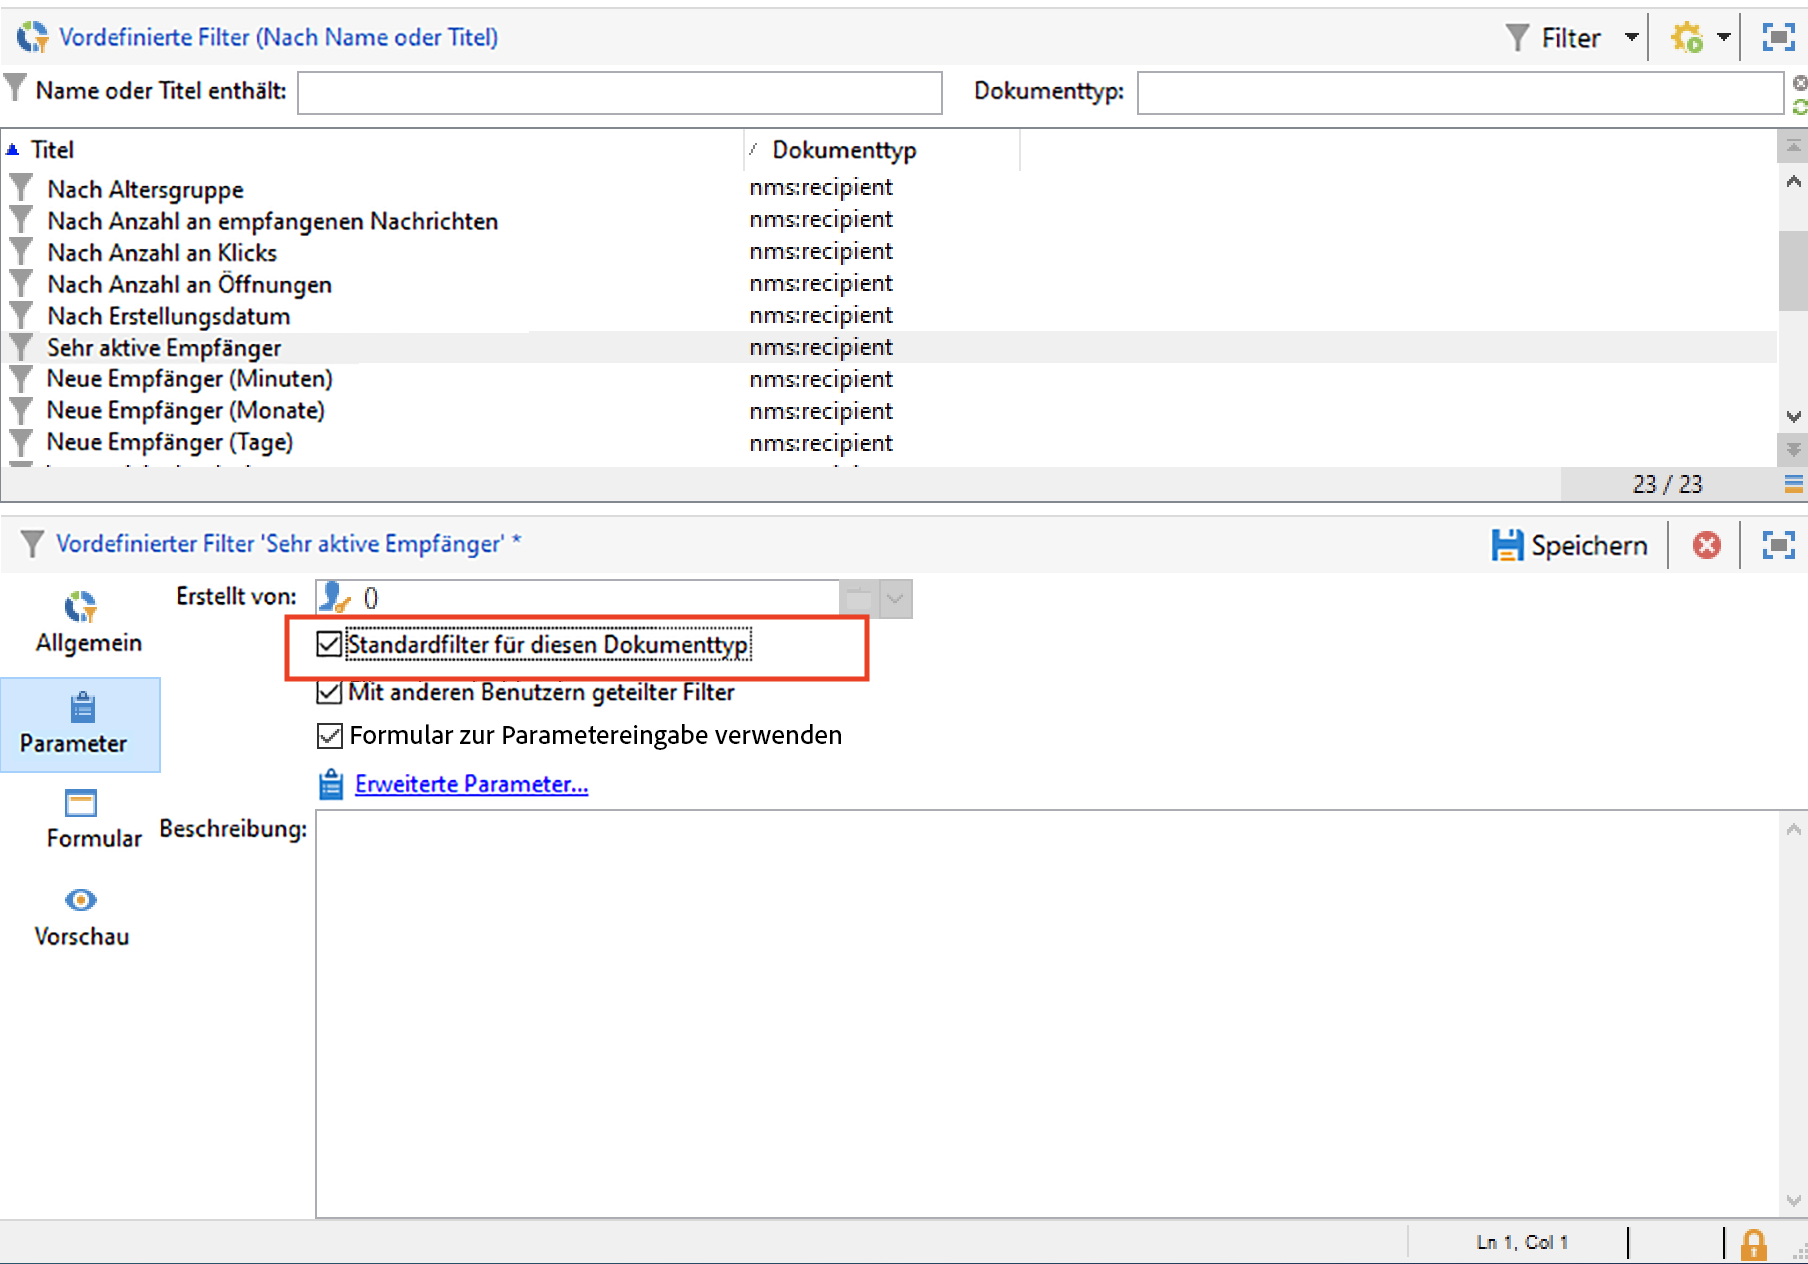 Vordefinierte Filter (Nach Name oder Titel)
Filter
Name oder Titel enthält:
Dokumenttyp:
Titel
Dokumenttyp
Nach Altersgruppe nms:recipient
Nach Anzahl an empfangenen Nachrichten nms:recipient
Nach Anzahl an Klicks nms:recipient
Nach Anzahl an Öffnungen nms:recipient
Nach Erstellungsdatum nms:recipient
Sehr aktive Empfänger nms:recipient
Neue Empfänger (Minuten) nms:recipient
Neue Empfänger (Monate) nms:recipient
Neue Empfänger (Tage) nms:recipient
23 / 23
Vordefinierter Filter 'Sehr aktive Empfänger' *
Speichern
Allgemein
Parameter
Formular
Vorschau
Erstellt von: ()
Standardfilter für diesen Dokumenttyp
Mit anderen Benutzern geteilter Filter
Formular zur Parametereingabe verwenden
Erweiterte Parameter...
Beschreibung:
Ln 1, Col 1